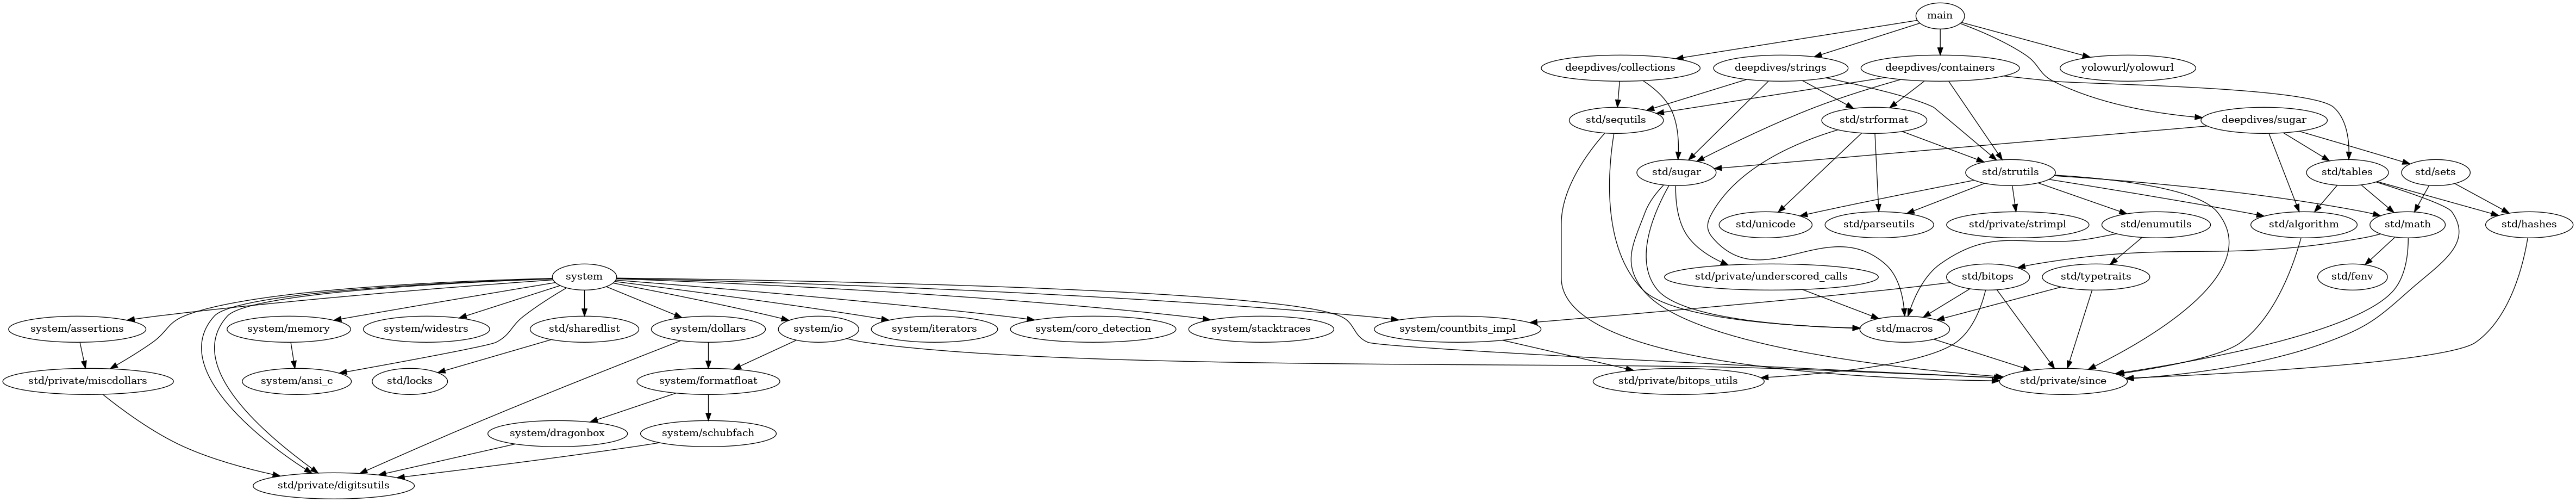 main
deepdives/collections
deepdives/strings
deepdives/containers
yolowurl/yolowurl
std/sequtils
std/strformat
deepdives/sugar
std/sugar
std/strutils
std/tables
std/sets
std/unicode
std/parseutils
std/private/strimpl
std/enumutils
std/algorithm
std/math
std/hashes
system
std/private/underscored_calls
std/bitops
std/typetraits
std/fenv
system/assertions
system/memory
system/widestrs
std/sharedlist
system/dollars
system/io
system/iterators
system/coro_detection
system/stacktraces
system/countbits_impl
std/macros
std/private/miscdollars
system/ansi_c
std/locks
system/formatfloat
std/private/bitops_utils
std/private/since
system/dragonbox
system/schubfach
std/private/digitsutils